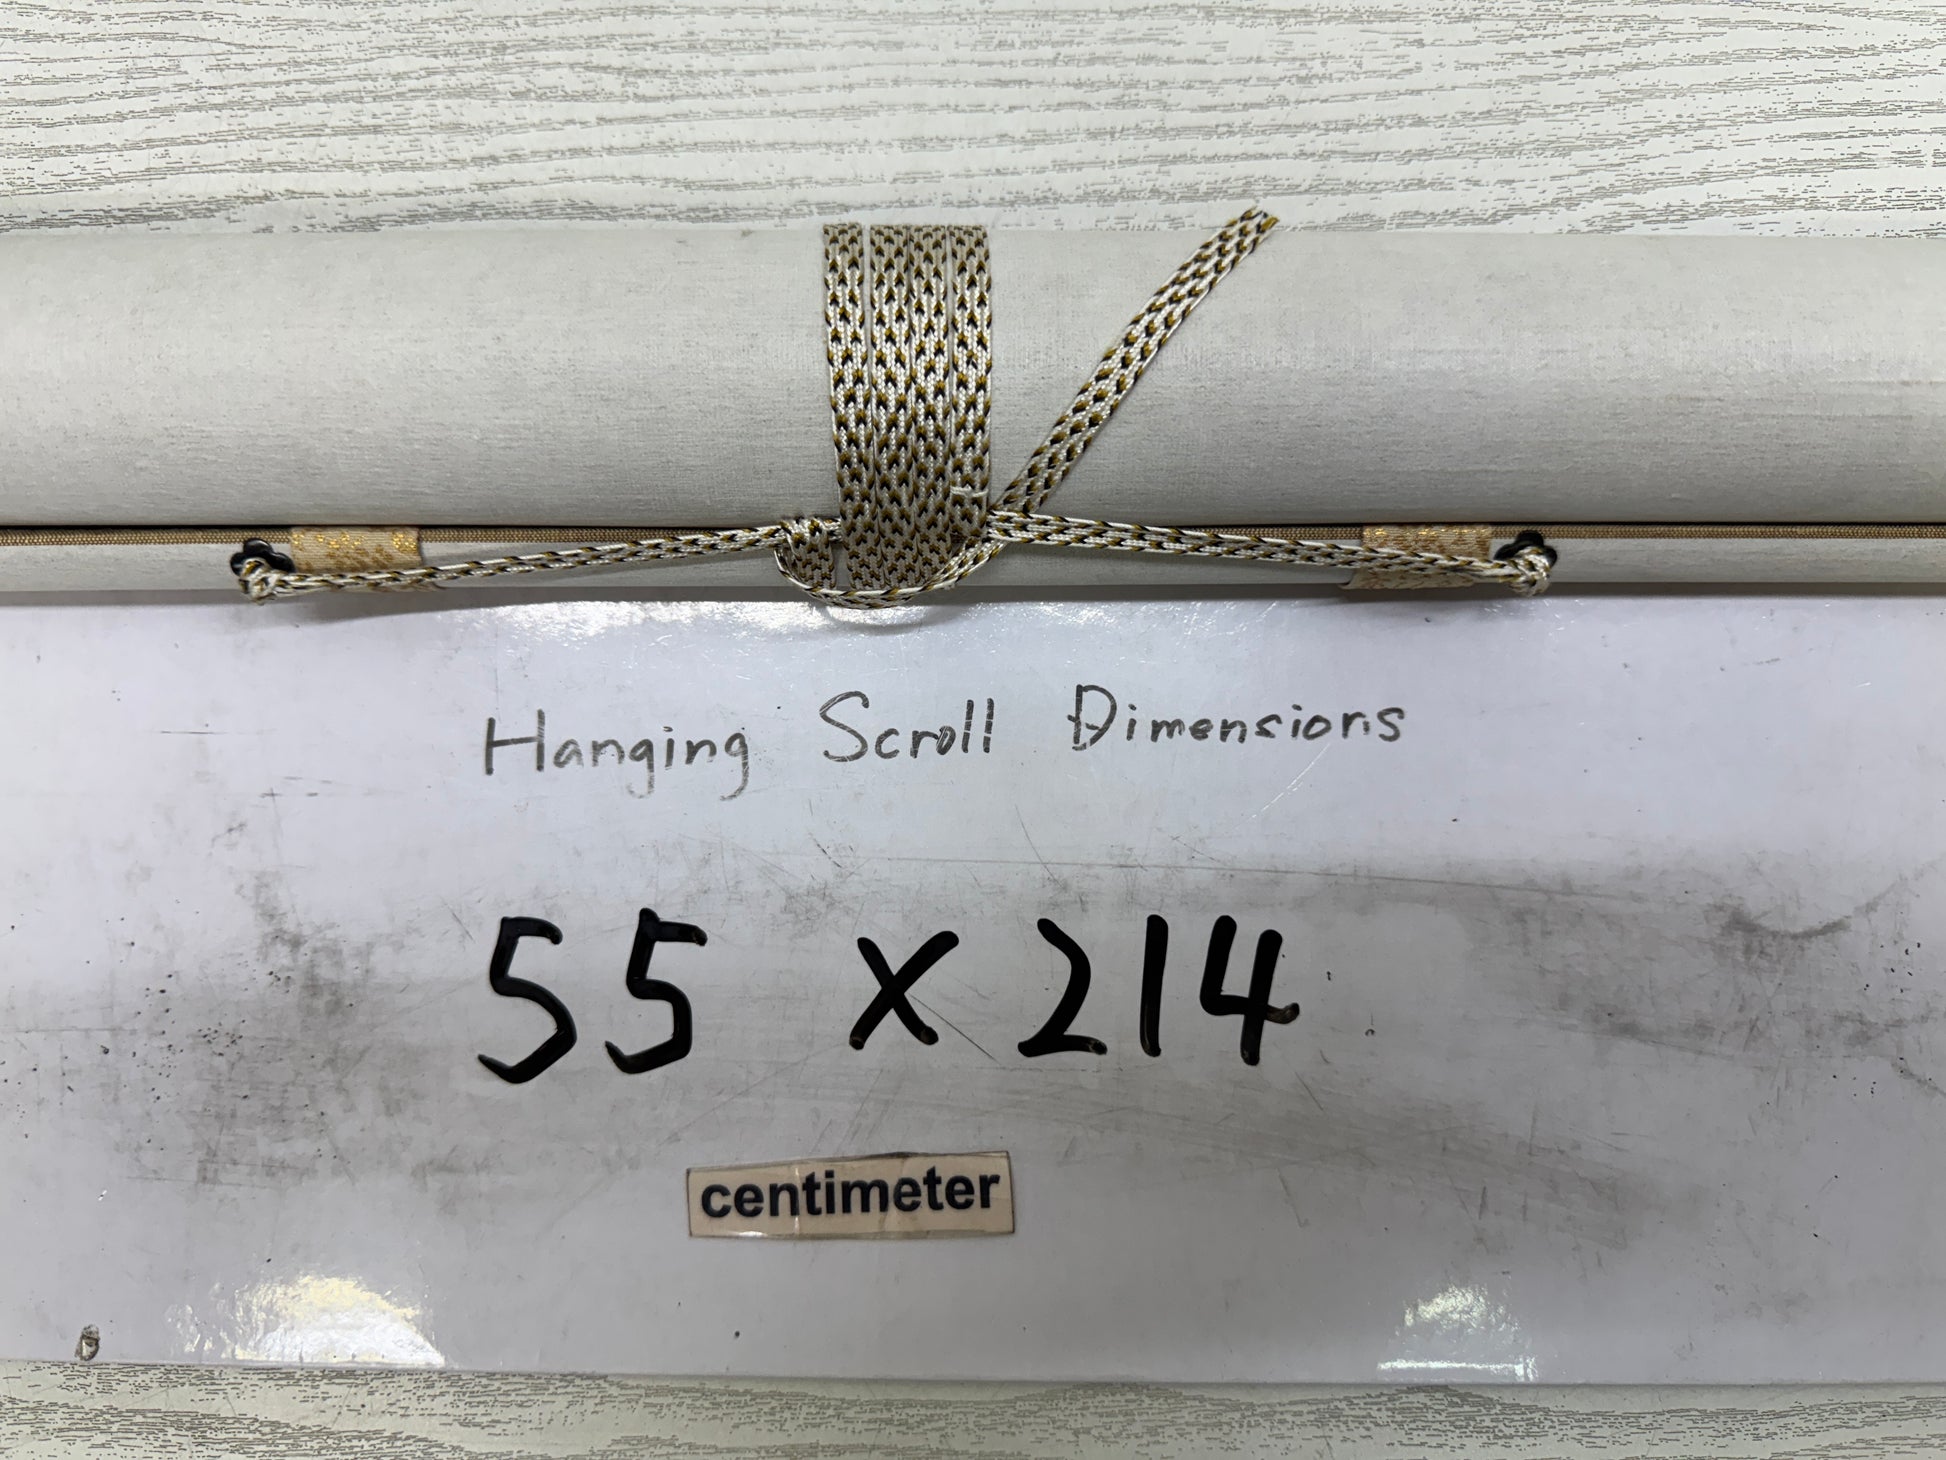 Hanging Scroll Dimensions
55 × 214
centimeter